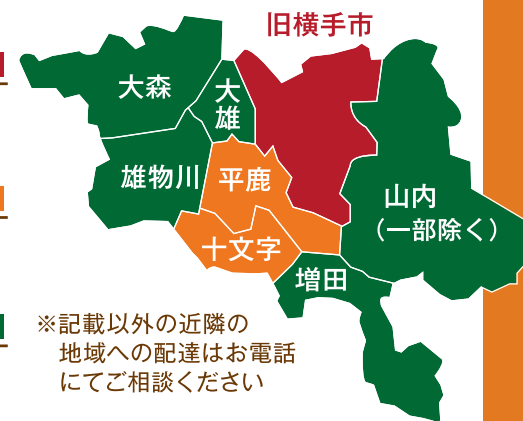 旧横手市
大森
大雄
雄物川
平鹿
山内
（一部除く）
十文字
増田
※記載以外の近隣の
地域への配達はお電話
にてご相談ください